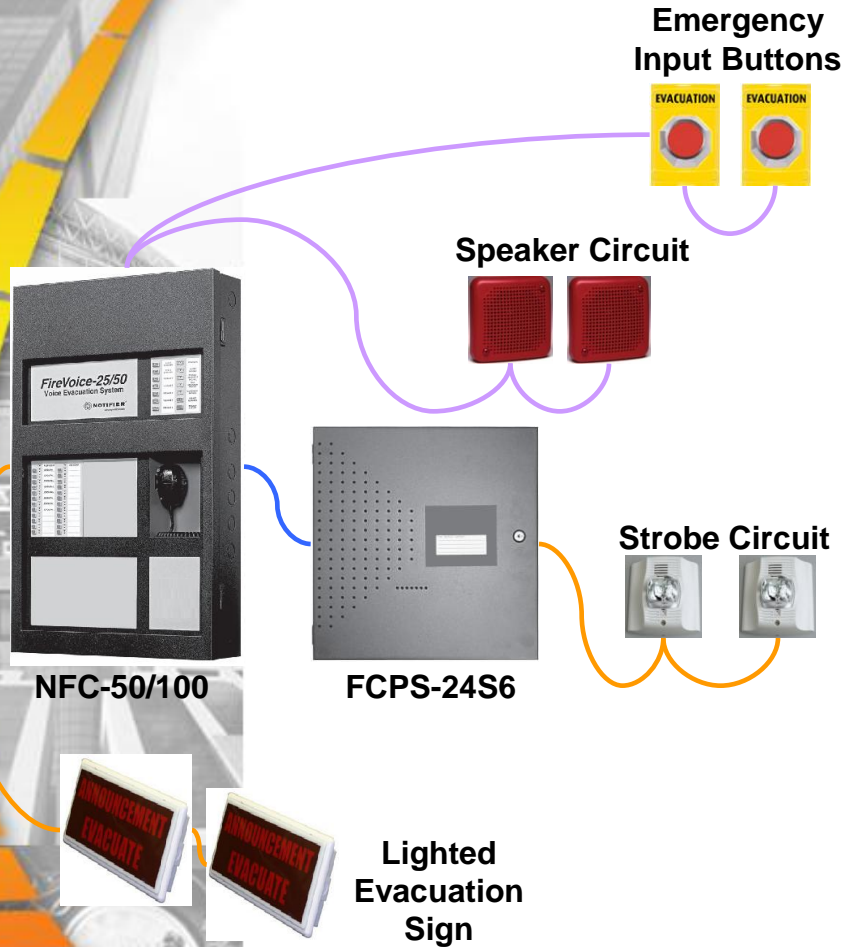 Emergency
Input Buttons
EVACUATION
EVACUATION
Speaker Circuit
FireVoice-25/50
Voice Evacuation System
NOTIFIER
Strobe Circuit
NFC-50/100
FCPS-24S6
ANNOUNCEMENT
EVACUATE
ANNOUNCEMENT
EVACUATE
Lighted
Evacuation
Sign